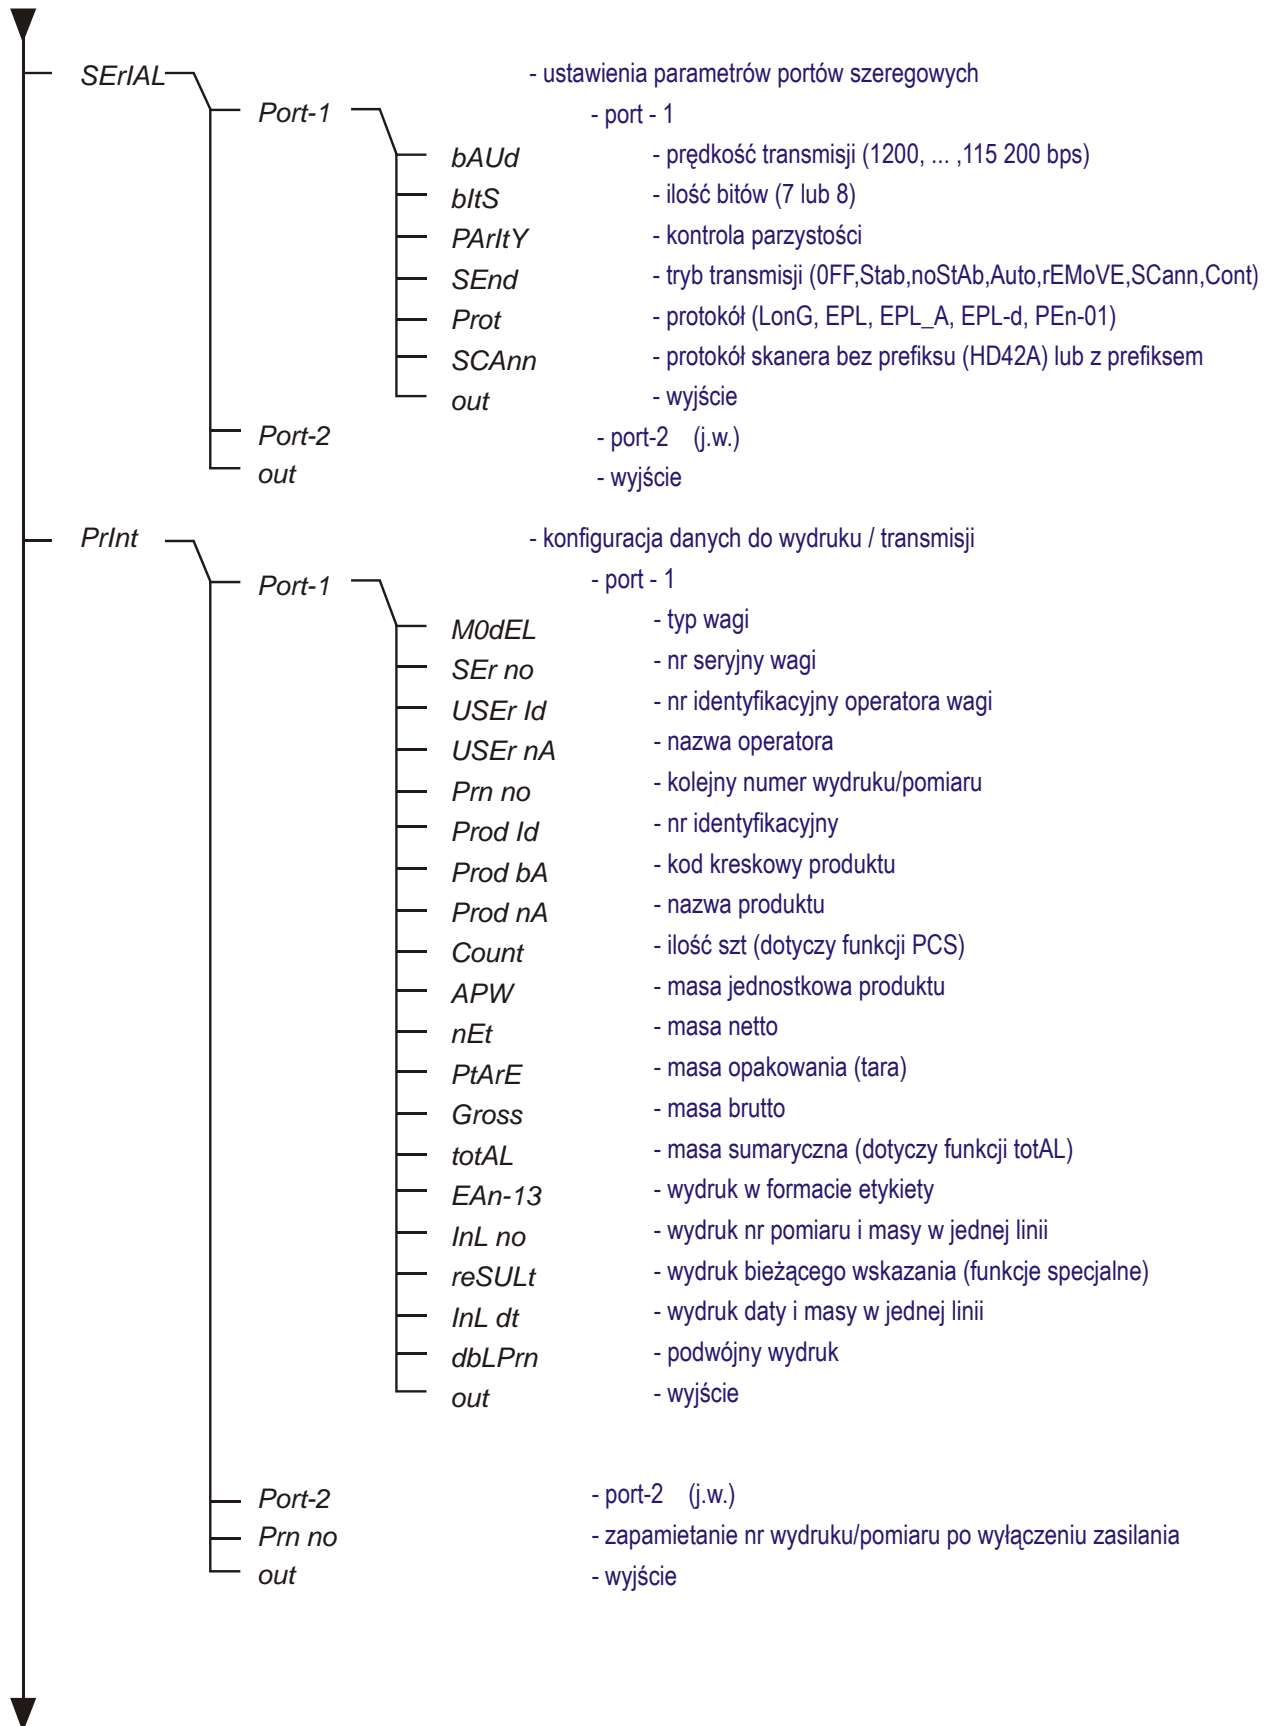 SErIAL - ustawienia parametrów portów szeregowych
Port-1 - port - 1
bAUd - prędkość transmisji (1200, ... ,115 200 bps)
bItS - ilość bitów (7 lub 8)
PArItY - kontrola parzystości
SEnd - tryb transmisji (0FF,Stab,noStAb,Auto,rEMoVE,SCann,Cont)
Prot - protokół (LonG, EPL, EPL_A, EPL-d, PEn-01)
SCAnn - protokół skanera bez prefiksu (HD42A) lub z prefiksem
out - wyjście
Port-2 - port-2 (j.w.)
out - wyjście
PrInt - konfiguracja danych do wydruku / transmisji
Port-1 - port - 1
M0dEL - typ wagi
SEr no - nr seryjny wagi
USEr Id - nr identyfikacyjny operatora wagi
USEr nA - nazwa operatora
Prn no - kolejny numer wydruku/pomiaru
Prod Id - nr identyfikacyjny
Prod bA - kod kreskowy produktu
Prod nA - nazwa produktu
Count - ilość szt (dotyczy funkcji PCS)
APW - masa jednostkowa produktu
nEt - masa netto
PtArE - masa opakowania (tara)
Gross - masa brutto
totAL - masa sumaryczna (dotyczy funkcji totAL)
EAn-13 - wydruk w formacie etykiety
InL no - wydruk nr pomiaru i masy w jednej linii
reSULt - wydruk bieżącego wskazania (funkcje specjalne)
InL dt - wydruk daty i masy w jednej linii
dbLPrn - podwójny wydruk
out - wyjście
Port-2 - port-2 (j.w.)
Prn no - zapamietanie nr wydruku/pomiaru po wyłączeniu zasilania
out - wyjście